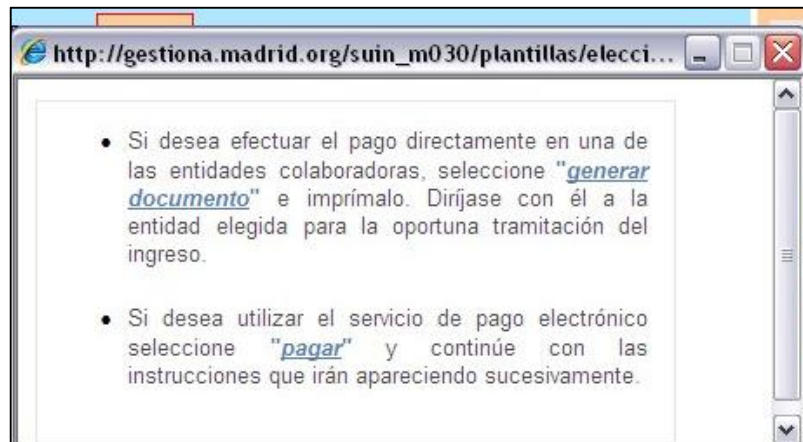 http://gestiona.madrid.org/suin_m030/plantillas/elecci...
Si desea efectuar el pago directamente en una de
las entidades colaboradoras, seleccione "generar
documento" e imprímalo. Diríjase con él a la
entidad elegida para la oportuna tramitación del
ingreso.
Si desea utilizar el servicio de pago electrónico
seleccione "pagar" y continúe con las
instrucciones que irán apareciendo sucesivamente.